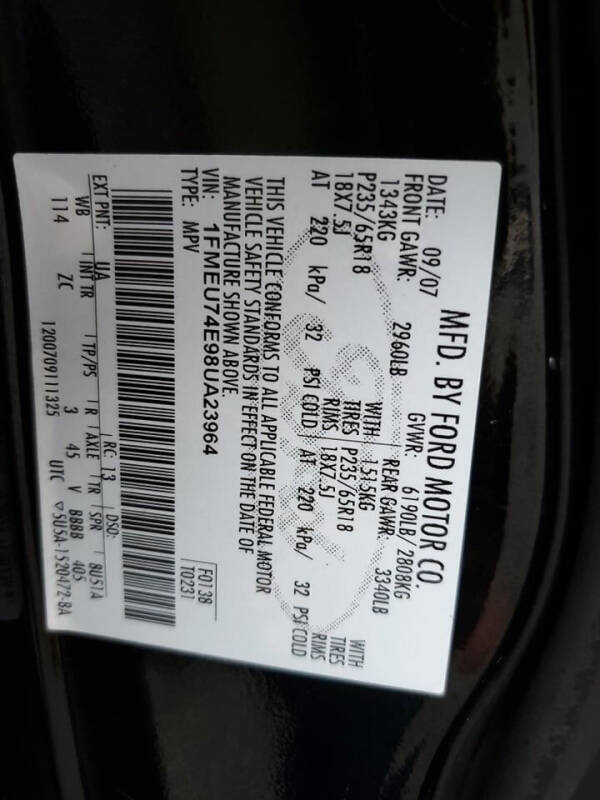 MFD. BY FORD MOTOR CO.
DATE: 09/07 GVWR: 6190LB/ 2808KG
FRONT GAWR: 2960LB REAR GAWR: 3340LB
1343KG WITH 1515KG WITH
P235/65R18 TIRES P235/65R18 TIRES
18X7.5J RIMS 18X7.5J RIMS
AT 220 kPa/ 32 PSI COLD AT 220 kPa/ 32 PSI COLD
THIS VEHICLE CONFORMS TO ALL APPLICABLE FEDERAL MOTOR
VEHICLE SAFETY STANDARDS IN EFFECT ON THE DATE OF
MANUFACTURE SHOWN ABOVE.
VIN: 1FMEU74E98UA23964 F0138
TYPE: MPV T0231
EXT PNT: UA RC: 13 DSO:
WB INT TR TP/PS R AXLE TR SPR 8U51A
114 ZC 3 45 V BBBB 405
1200709111325 UTC ▽5U5A-1520472-BA